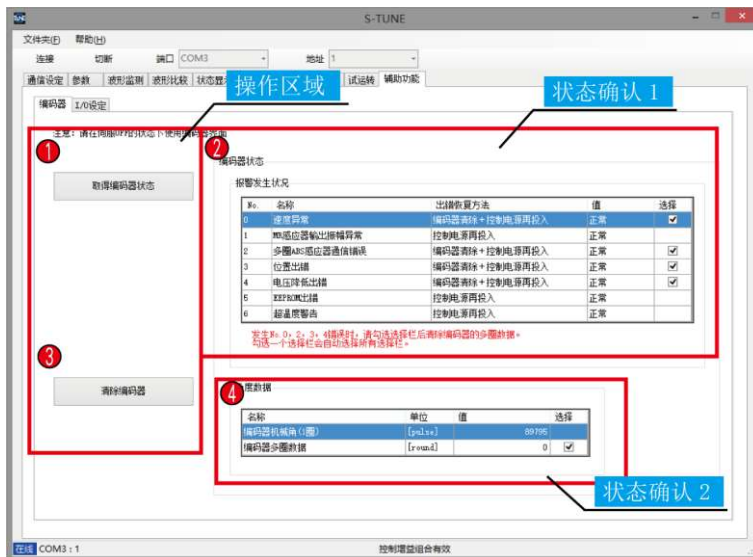 S-TUNE
文件夹(F) 帮助(H)
连接 切断 端口 COM3 地址 1
通信设定 参数 波形监测 波形比较 状态显 试运转 辅助功能
操作区域
状态确认 1
编码器 I/O设定
注意: 请在伺服OFF的状态下使用编码器界面
1
2
编码器状态
取得编码器状态
报警发生状况
No. 名称 出错恢复方法 值 选择
0 速度异常 编码器清除+控制电源再投入 正常
1 MR感应器输出振幅异常 控制电源再投入 正常
2 多圈ABS感应器通信错误 编码器清除+控制电源再投入 正常
3 位置出错 编码器清除+控制电源再投入 正常
4 电压降低出错 编码器清除+控制电源再投入 正常
5 EEPROM出错 控制电源再投入 正常
6 超温度警告 控制电源再投入 正常
发生No.0，2，3，4错误时，请勾选选择栏后清除编码器的多圈数据。
勾选一个选择栏会自动选择所有选择栏。
3
清除编码器
4
度数据
名称 单位 值 选择
编码器机械角(1圈) [pulse] 89795
编码器多圈数据 [round] 0
状态确认 2
在线 COM3 : 1 控制增益组合有效